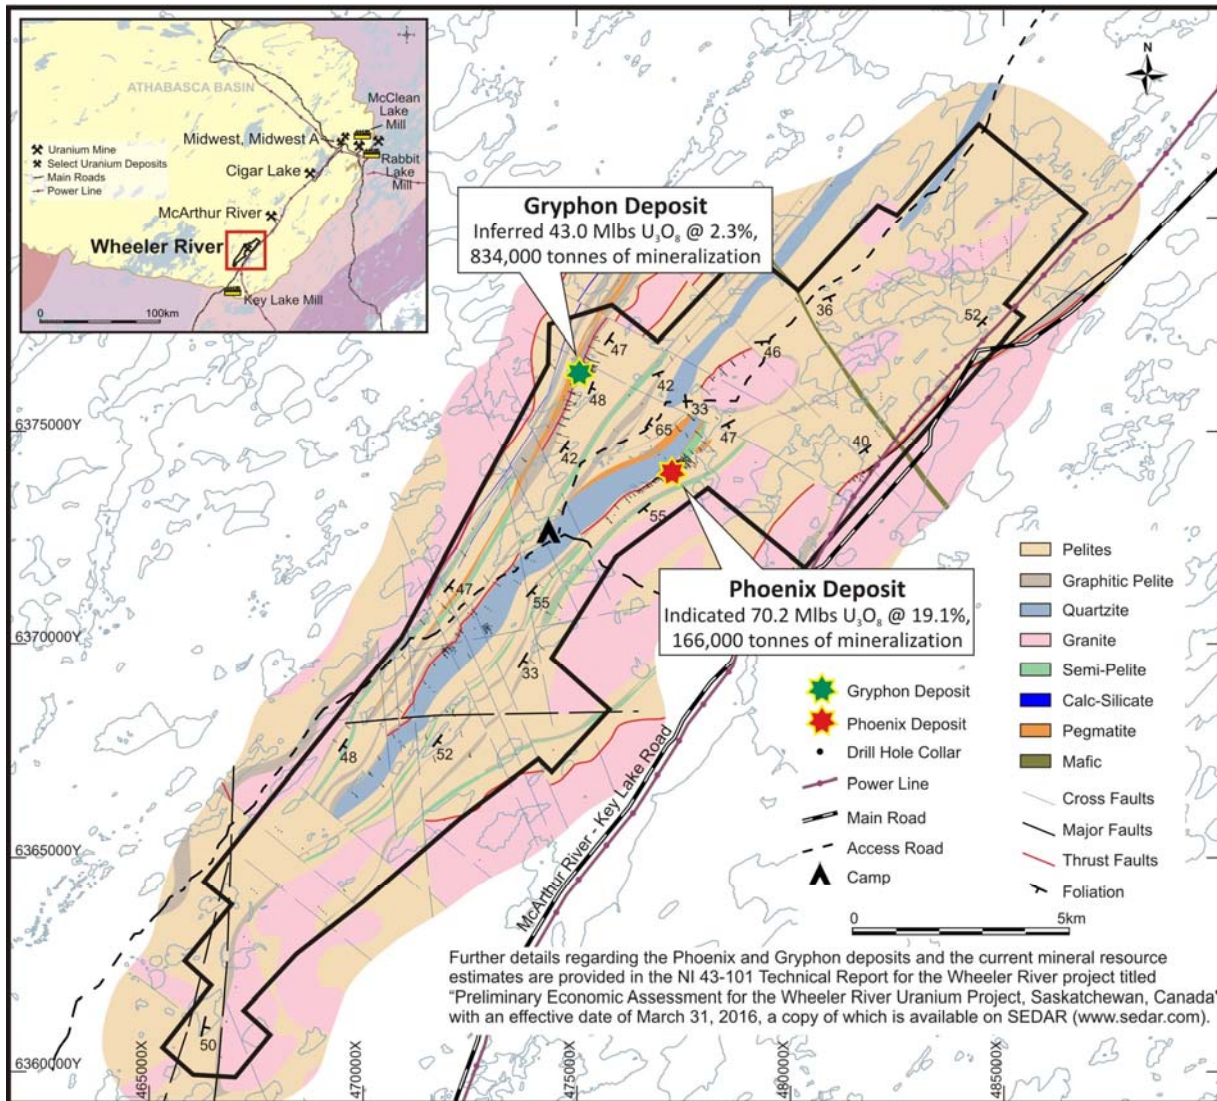 ATHABASCA BASIN
McClean
Lake
Mill
Midwest, Midwest A
Uranium Mine
Select Uranium Deposits
Main Roads
Power Line
Rabbit
Lake
Mill
Cigar Lake
McArthur River
Wheeler River
Key Lake Mill
0 100km
N
Gryphon Deposit
Inferred 43.0 Mlbs U₃O₈ @ 2.3%,
834,000 tonnes of mineralization
36
52
47
46
42
48
33
65
47
42
40
55
47
55
33
48
52
50
6375000Y
6370000Y
6365000Y
6360000Y
465000X
470000X
475000X
480000X
485000X
Phoenix Deposit
Indicated 70.2 Mlbs U₃O₈ @ 19.1%,
166,000 tonnes of mineralization
McArthur River - Key Lake Road
Gryphon Deposit
Phoenix Deposit
Drill Hole Collar
Power Line
Main Road
Access Road
Camp
Pelites
Graphitic Pelite
Quartzite
Granite
Semi-Pelite
Calc-Silicate
Pegmatite
Mafic
Cross Faults
Major Faults
Thrust Faults
Foliation
0 5km
Further details regarding the Phoenix and Gryphon deposits and the current mineral resource
estimates are provided in the NI 43-101 Technical Report for the Wheeler River project titled
“Preliminary Economic Assessment for the Wheeler River Uranium Project, Saskatchewan, Canada”
with an effective date of March 31, 2016, a copy of which is available on SEDAR (www.sedar.com).